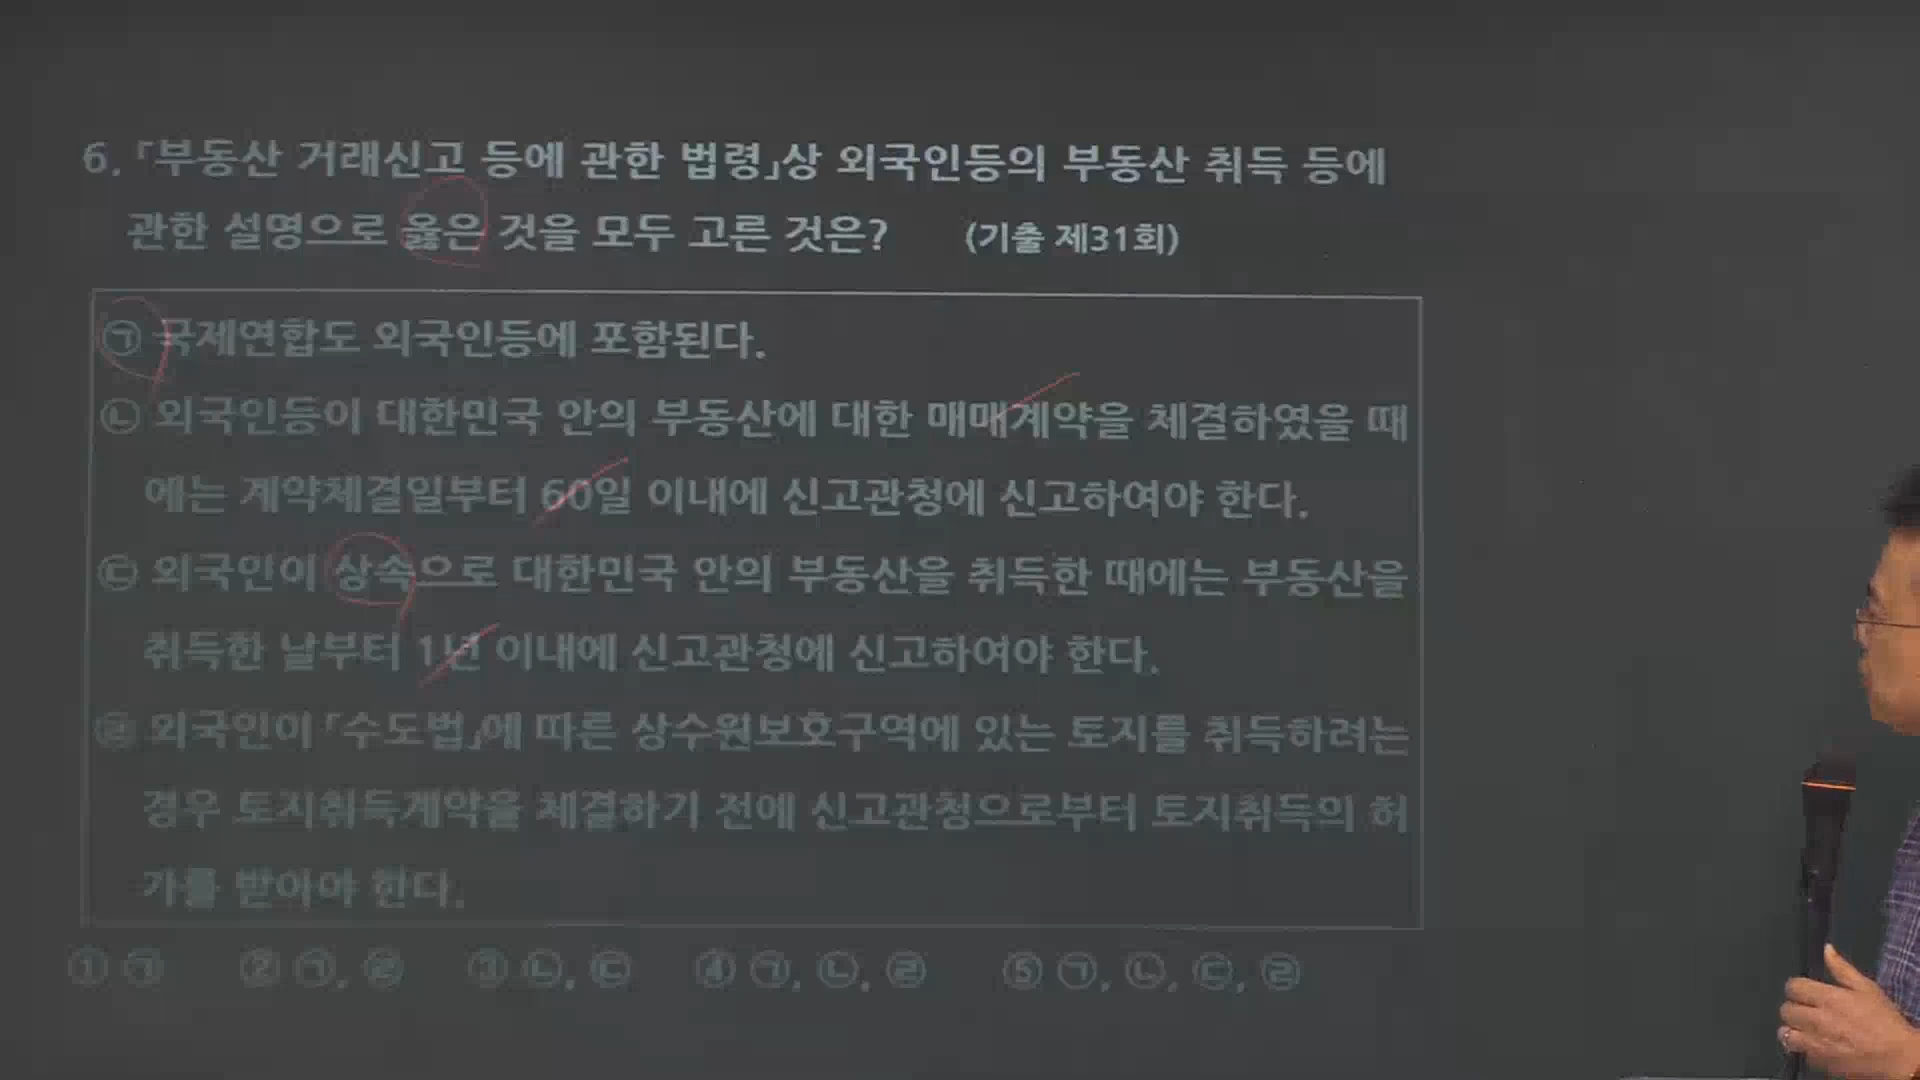 6. 「부동산 거래신고 등에 관한 법령」상 외국인등의 부동산 취득 등에
관한 설명으로 옳은 것을 모두 고른 것은? (기출 제31회)
㉠ 국제연합도 외국인등에 포함된다.
㉡ 외국인등이 대한민국 안의 부동산에 대한 매매계약을 체결하였을 때
에는 계약체결일부터 60일 이내에 신고관청에 신고하여야 한다.
㉢ 외국인이 상속으로 대한민국 안의 부동산을 취득한 때에는 부동산을
취득한 날부터 1년 이내에 신고관청에 신고하여야 한다.
㉣ 외국인이 「수도법」에 따른 상수원보호구역에 있는 토지를 취득하려는
경우 토지취득계약을 체결하기 전에 신고관청으로부터 토지취득의 허
가를 받아야 한다.
① ㉠ ② ㉠, ㉣ ③ ㉡, ㉢ ④ ㉠, ㉡, ㉣ ⑤ ㉠, ㉡, ㉢, ㉣